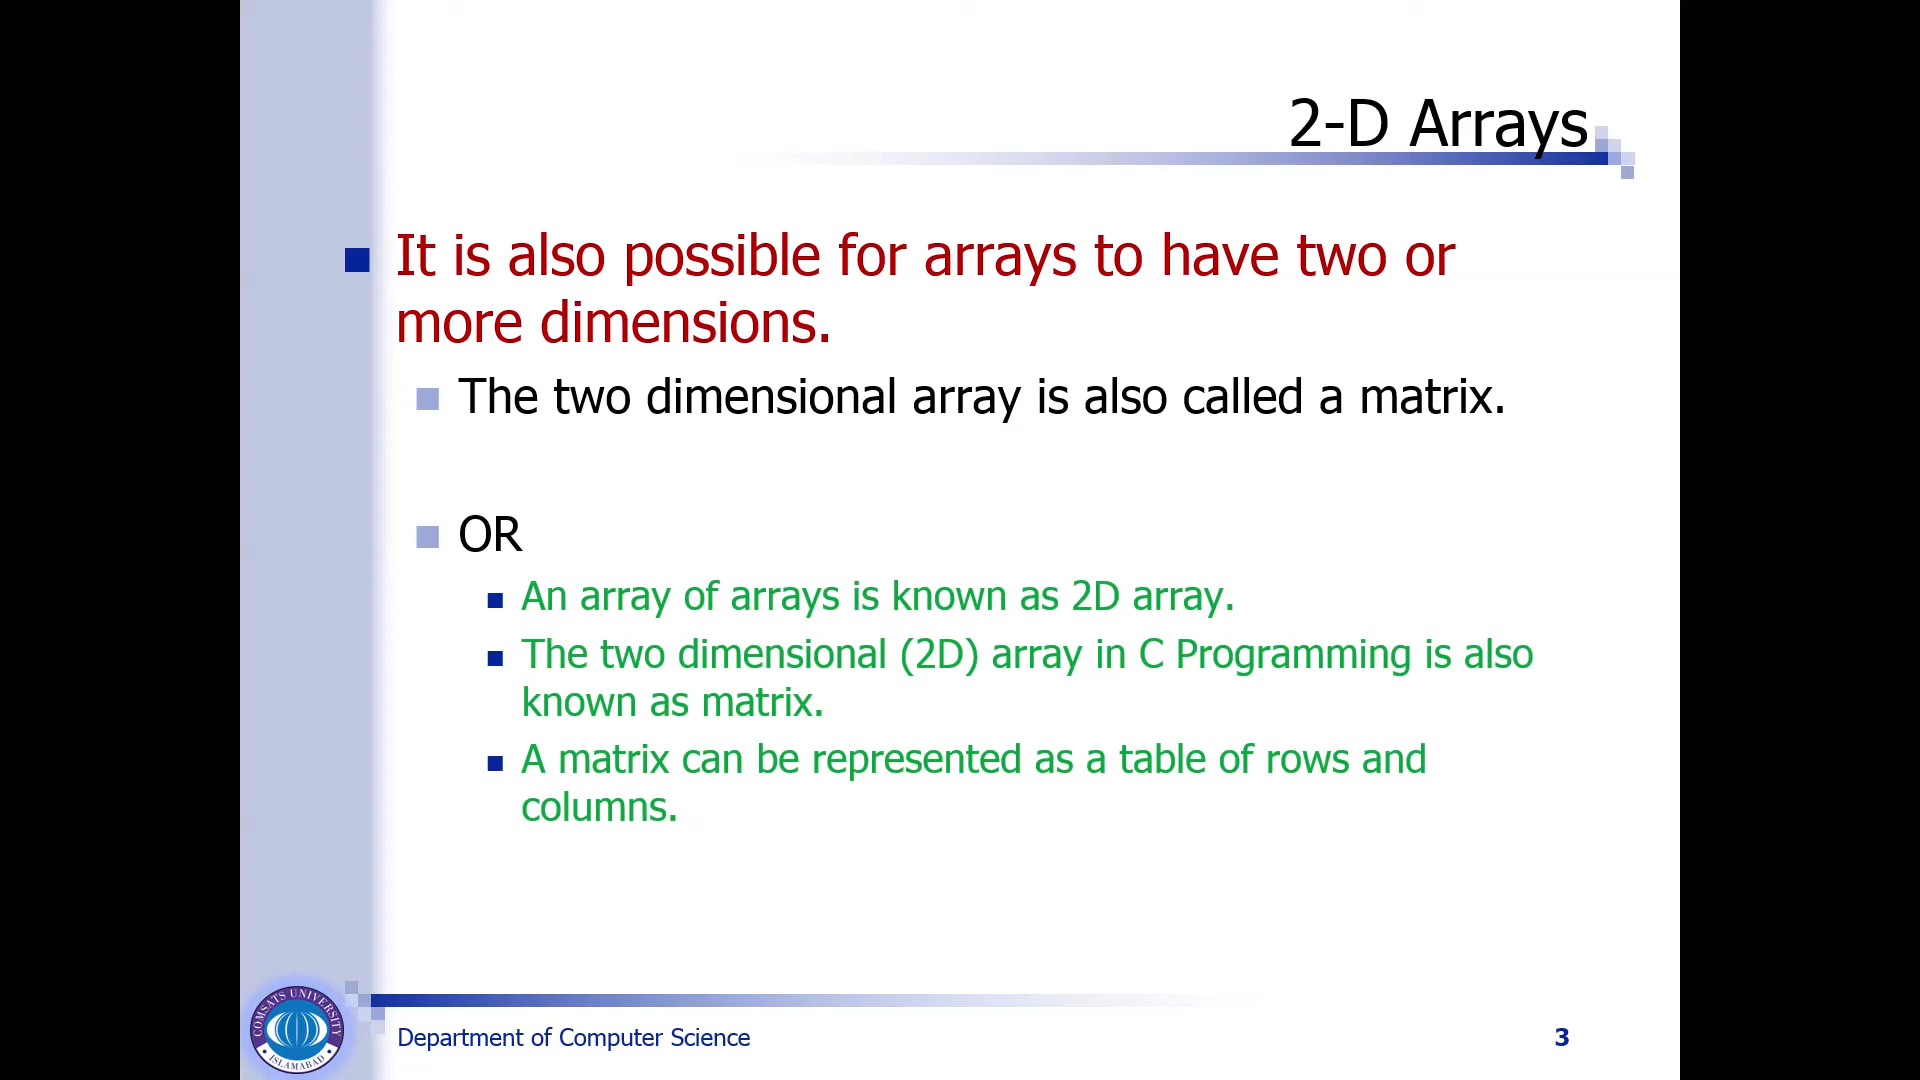 2-D Arrays
It is also possible for arrays to have two or
more dimensions.
The two dimensional array is also called a matrix.
OR
An array of arrays is known as 2D array.
The two dimensional (2D) array in C Programming is also
known as matrix.
A matrix can be represented as a table of rows and
columns.
COMSATS UNIVERSITY
ISLAMABAD
Department of Computer Science
3